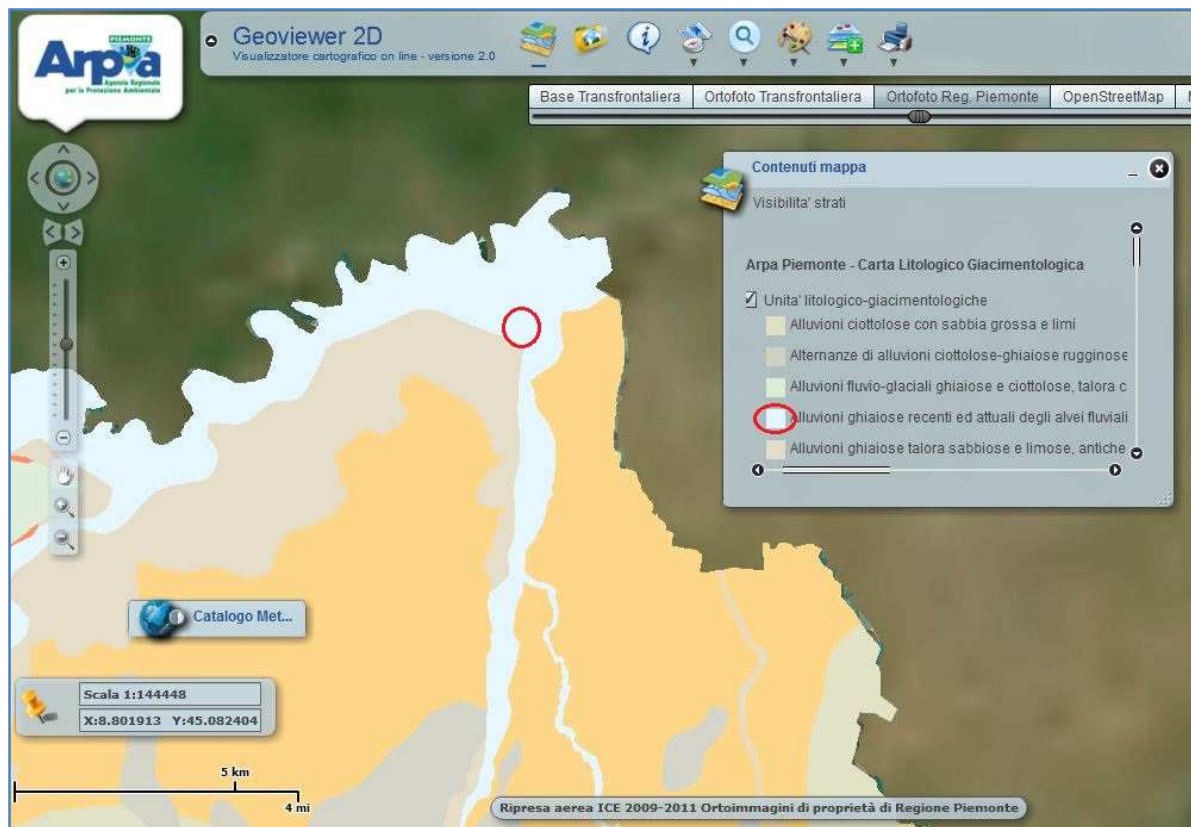 PIEMONTE
Arpa
Agenzia Regionale
per la Protezione Ambientale
Geoviewer 2D
Visualizzatore cartografico on line - versione 2.0
Base Transfrontaliera
Ortofoto Transfrontaliera
Ortofoto Reg. Piemonte
OpenStreetMap
Contenuti mappa
Visibilita' strati
Arpa Piemonte - Carta Litologico Giacimentologica
Unita' litologico-giacimentologiche
Alluvioni ciottolose con sabbia grossa e limi
Alternanze di alluvioni ciottolose-ghiaiose rugginose
Alluvioni fluvio-glaciali ghiaiose e ciottolose, talora c
Alluvioni ghiaiose recenti ed attuali degli alvei fluviali
Alluvioni ghiaiose talora sabbiose e limose, antiche
Catalogo Met...
Scala 1:144448
X:8.801913 Y:45.082404
5 km
4 mi
Ripresa aerea ICE 2009-2011 Ortoimmagini di proprietà di Regione Piemonte